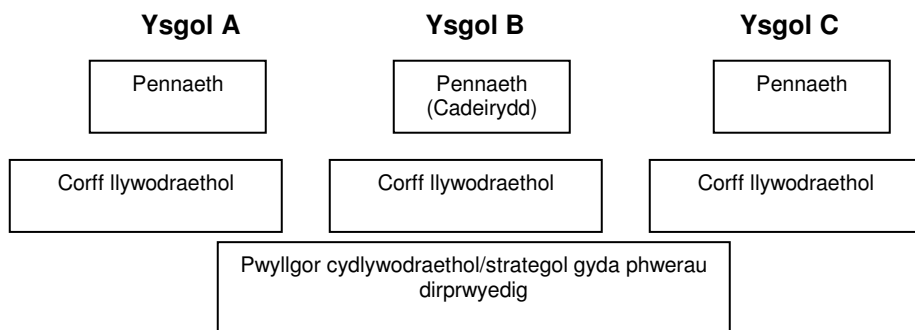 Ysgol A
Ysgol B
Ysgol C
Pennaeth
Pennaeth
(Cadeirydd)
Pennaeth
Corff llywodraethol
Corff llywodraethol
Corff llywodraethol
Pwyllgor cydlywodraethol/strategol gyda phwerau
dirprwyedig